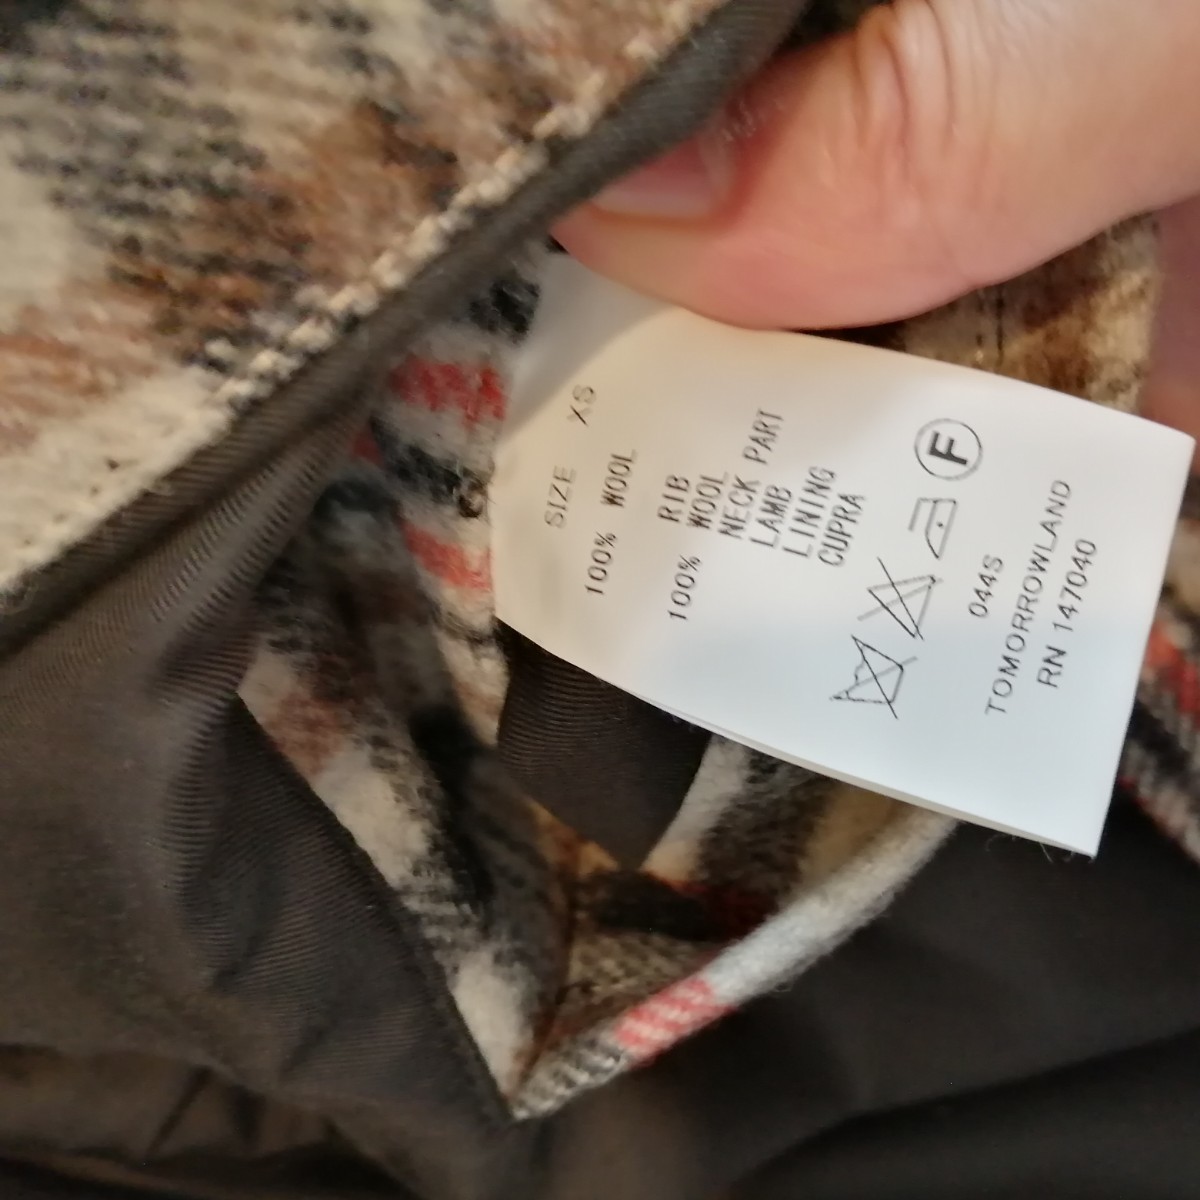 SIZE XS
100% WOOL
RIB
100% WOOL
NECK PART
LAMB
LINING
CUPRA
F
044S
TOMORROWLAND
RN 147040